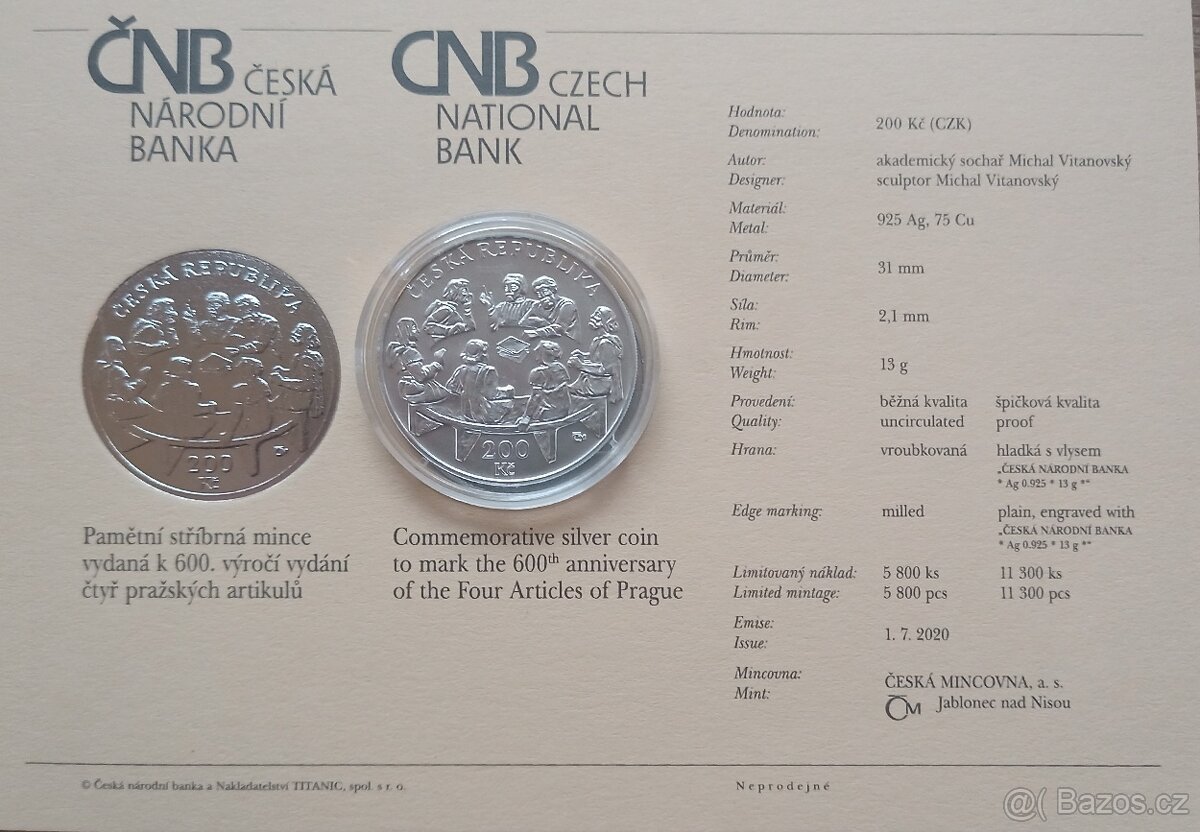 ČNB ČESKÁ
NÁRODNÍ
BANKA
CNB CZECH
NATIONAL
BANK
ČESKÁ REPUBLIKA
200
Kč
ČESKÁ REPUBLIKA
200
Kč
Pamětní stříbrná mince
vydaná k 600. výročí vydání
čtyř pražských artikulů
Commemorative silver coin
to mark the 600th anniversary
of the Four Articles of Prague
Hodnota:
Denomination: 200 Kč (CZK)
Autor: akademický sochař Michal Vitanovský
Designer: sculptor Michal Vitanovský
Materiál:
Metal: 925 Ag, 75 Cu
Průměr:
Diameter: 31 mm
Síla:
Rim: 2,1 mm
Hmotnost:
Weight: 13 g
Provedení: běžná kvalita špičková kvalita
Quality: uncirculated proof
Hrana: vroubkovaná hladká s vlysem
„ČESKÁ NÁRODNÍ BANKA
* Ag 0.925 * 13 g *“
Edge marking: milled plain, engraved with
„ČESKÁ NÁRODNÍ BANKA
* Ag 0.925 * 13 g *“
Limitovaný náklad: 5 800 ks 11 300 ks
Limited mintage: 5 800 pcs 11 300 pcs
Emise:
Issue: 1. 7. 2020
Mincovna: ČESKÁ MINCOVNA, a. s.
Mint: ČM Jablonec nad Nisou
© Česká národní banka a Nakladatelství TITANIC, spol. s r. o.
Neprodejné
@( Bazos.cz